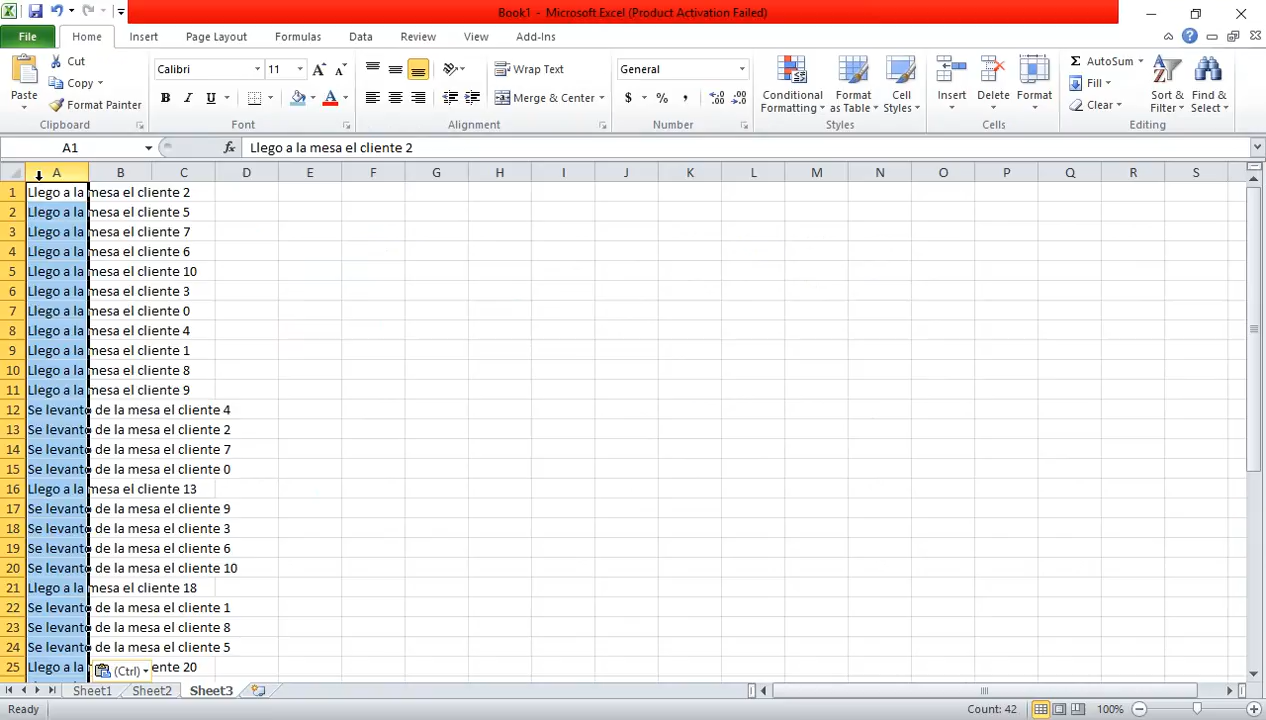 Book1 - Microsoft Excel (Product Activation Failed)
File Home Insert Page Layout Formulas Data Review View Add-Ins
Paste Cut Copy Format Painter Clipboard
Calibri 11 B I U A Font
Wrap Text Merge & Center Alignment
General $ % , Number
Conditional Formatting Format as Table Cell Styles Styles
Insert Delete Format Cells
Σ AutoSum Fill Clear Sort & Filter Find & Select Editing
A1 fx Llego a la mesa el cliente 2
A B C D E F G H I J K L M N O P Q R S
1 Llego a la mesa el cliente 2
2 Llego a la mesa el cliente 5
3 Llego a la mesa el cliente 7
4 Llego a la mesa el cliente 6
5 Llego a la mesa el cliente 10
6 Llego a la mesa el cliente 3
7 Llego a la mesa el cliente 0
8 Llego a la mesa el cliente 4
9 Llego a la mesa el cliente 1
10 Llego a la mesa el cliente 8
11 Llego a la mesa el cliente 9
12 Se levanto de la mesa el cliente 4
13 Se levanto de la mesa el cliente 2
14 Se levanto de la mesa el cliente 7
15 Se levanto de la mesa el cliente 0
16 Llego a la mesa el cliente 13
17 Se levanto de la mesa el cliente 9
18 Se levanto de la mesa el cliente 3
19 Se levanto de la mesa el cliente 6
20 Se levanto de la mesa el cliente 10
21 Llego a la mesa el cliente 18
22 Se levanto de la mesa el cliente 1
23 Se levanto de la mesa el cliente 8
24 Se levanto de la mesa el cliente 5
25 Llego a la ente 20
(Ctrl)
Sheet1 Sheet2 Sheet3
Ready Count: 42 100%